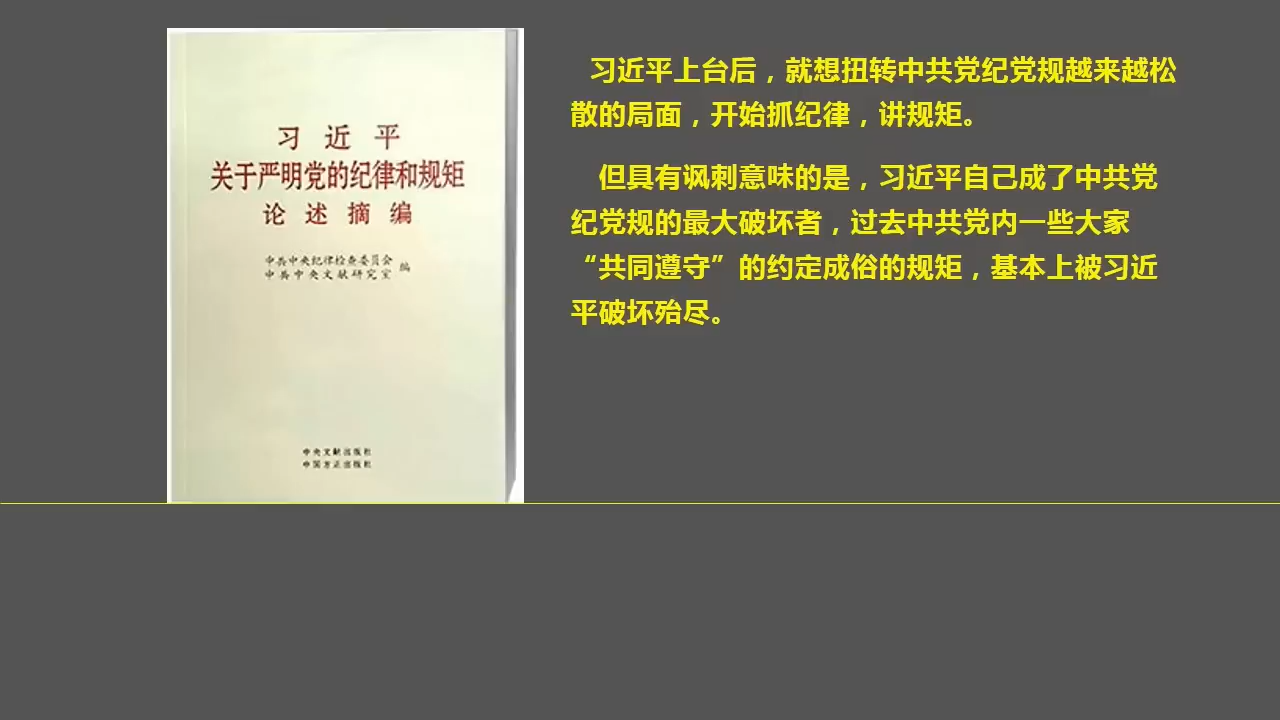 习近平
关于严明党的纪律和规矩
论述摘编
中共中央纪律检查委员会
中共中央文献研究室
编
中央文献出版社
中国方正出版社
习近平上台后，就想扭转中共党纪党规越来越松
散的局面，开始抓纪律，讲规矩。
但具有讽刺意味的是，习近平自己成了中共党
纪党规的最大破坏者，过去中共党内一些大家
“共同遵守”的约定成俗的规矩，基本上被习近
平破坏殆尽。